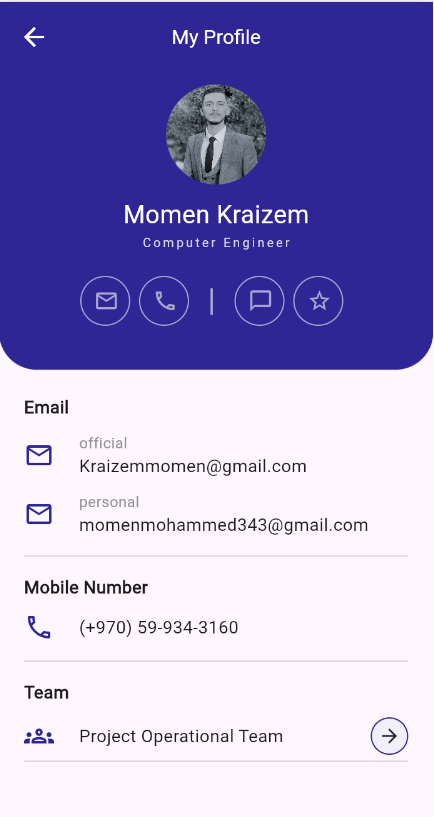 My Profile
Momen Kraizem
Computer Engineer
Email
official
Kraizemmomen@gmail.com
personal
momenmohammed343@gmail.com
Mobile Number
(+970) 59-934-3160
Team
Project Operational Team